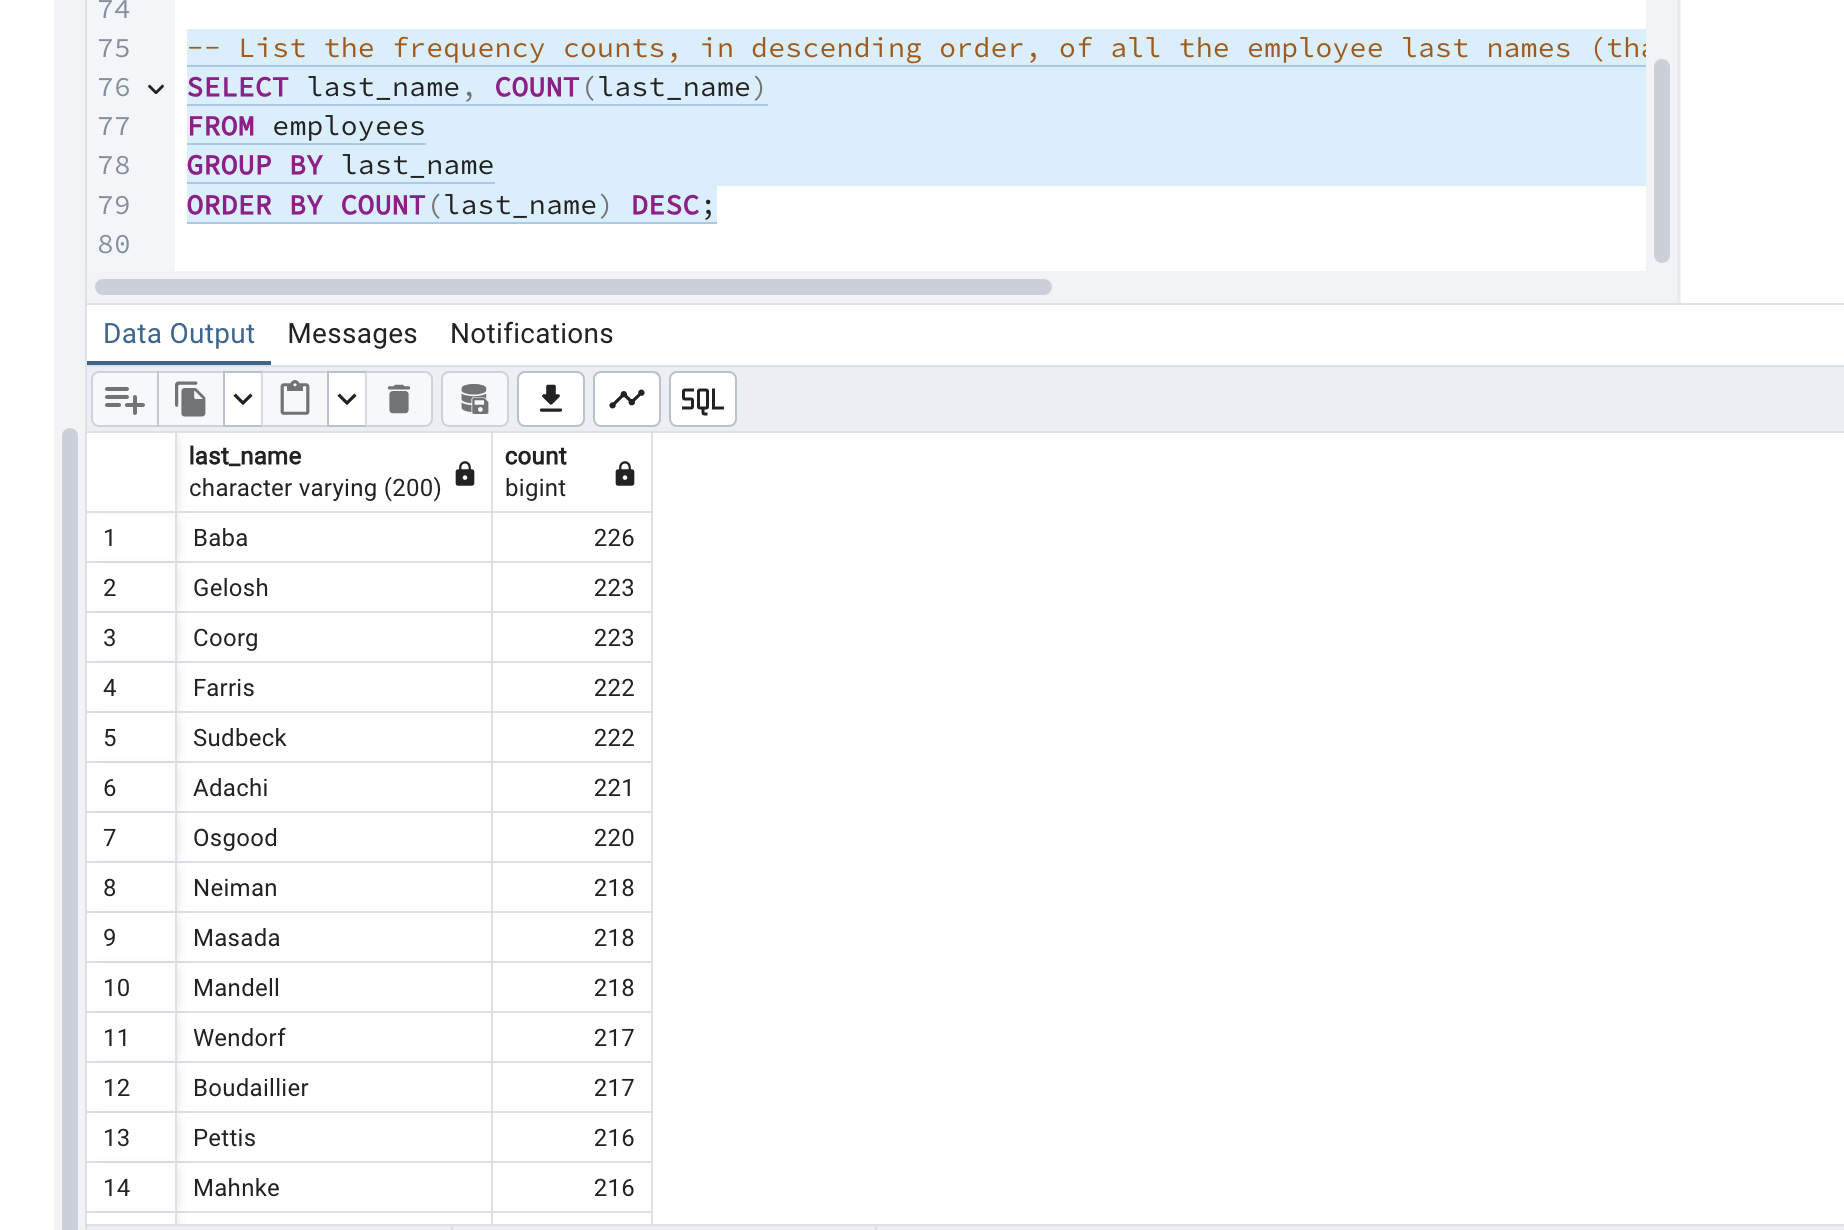 74
75 -- List the frequency counts, in descending order, of all the employee last names (tha
76 SELECT last_name, COUNT(last_name)
77 FROM employees
78 GROUP BY last_name
79 ORDER BY COUNT(last_name) DESC;
80
Data Output Messages Notifications
SQL
last_name count
character varying (200) bigint
1 Baba 226
2 Gelosh 223
3 Coorg 223
4 Farris 222
5 Sudbeck 222
6 Adachi 221
7 Osgood 220
8 Neiman 218
9 Masada 218
10 Mandell 218
11 Wendorf 217
12 Boudaillier 217
13 Pettis 216
14 Mahnke 216